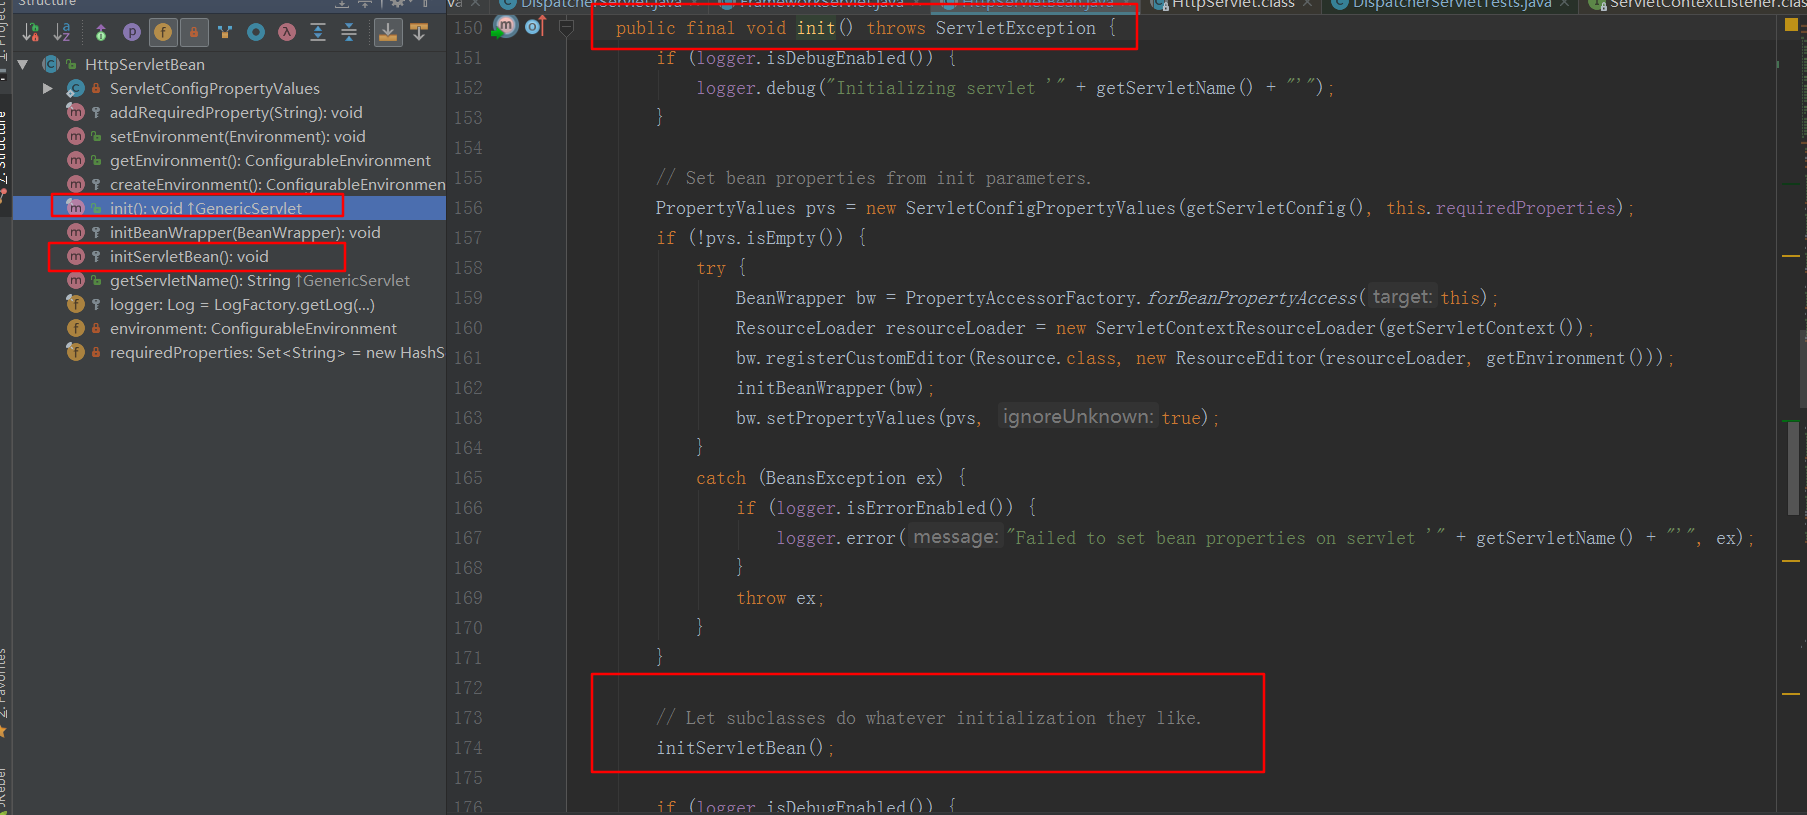 Structure
DispatcherServlet.java
FrameworkServlet.java
HttpServletBean.java
HttpServlet.class
DispatcherServletTests.java
ServletContextListener.class
HttpServletBean
ServletConfigPropertyValues
addRequiredProperty(String): void
setEnvironment(Environment): void
getEnvironment(): ConfigurableEnvironment
createEnvironment(): ConfigurableEnvironmen
init(): void ↑GenericServlet
initBeanWrapper(BeanWrapper): void
initServletBean(): void
getServletName(): String ↑GenericServlet
logger: Log = LogFactory.getLog(...)
environment: ConfigurableEnvironment
requiredProperties: Set<String> = new HashS
150 public final void init() throws ServletException {
151 if (logger.isDebugEnabled()) {
152 logger.debug("Initializing servlet '" + getServletName() + "'");
153 }
154
155 // Set bean properties from init parameters.
156 PropertyValues pvs = new ServletConfigPropertyValues(getServletConfig(), this.requiredProperties);
157 if (!pvs.isEmpty()) {
158 try {
159 BeanWrapper bw = PropertyAccessorFactory.forBeanPropertyAccess( target: this);
160 ResourceLoader resourceLoader = new ServletContextResourceLoader(getServletContext());
161 bw.registerCustomEditor(Resource.class, new ResourceEditor(resourceLoader, getEnvironment()));
162 initBeanWrapper(bw);
163 bw.setPropertyValues(pvs, ignoreUnknown: true);
164 }
165 catch (BeansException ex) {
166 if (logger.isErrorEnabled()) {
167 logger.error( message: "Failed to set bean properties on servlet '" + getServletName() + "'", ex);
168 }
169 throw ex;
170 }
171 }
172
173 // Let subclasses do whatever initialization they like.
174 initServletBean();
175
176 if (logger.isDebugEnabled()) {
1: Project
Z: Structure
2: Favorites
JRebel